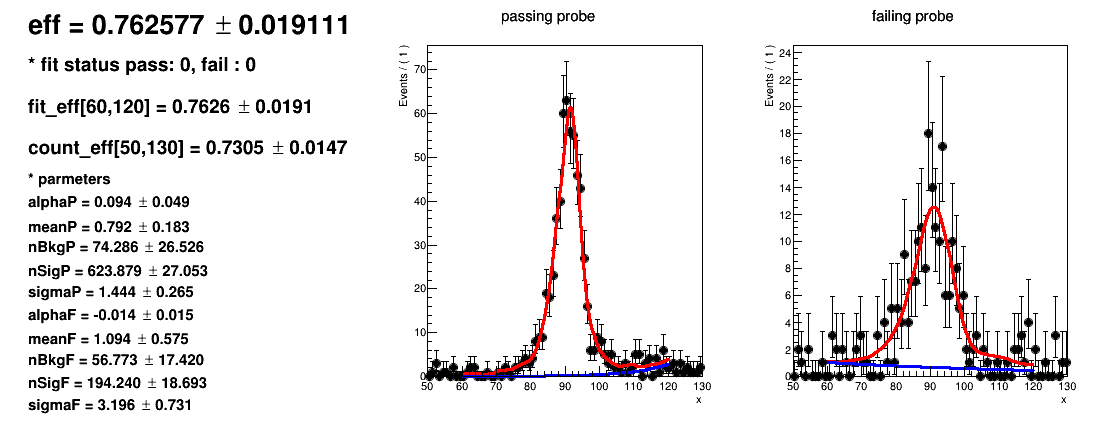 eff = 0.762577 ± 0.019111
* fit status pass: 0, fail : 0
fit_eff[60,120] = 0.7626 ± 0.0191
count_eff[50,130] = 0.7305 ± 0.0147
* parmeters
alphaP = 0.094 ± 0.049
meanP = 0.792 ± 0.183
nBkgP = 74.286 ± 26.526
nSigP = 623.879 ± 27.053
sigmaP = 1.444 ± 0.265
alphaF = -0.014 ± 0.015
meanF = 1.094 ± 0.575
nBkgF = 56.773 ± 17.420
nSigF = 194.240 ± 18.693
sigmaF = 3.196 ± 0.731
passing probe
Events / ( 1 )
70
60
50
40
30
20
10
0
50 60 70 80 90 100 110 120 130
x
failing probe
Events / ( 1 )
24
22
20
18
16
14
12
10
8
6
4
2
0
50 60 70 80 90 100 110 120 130
x